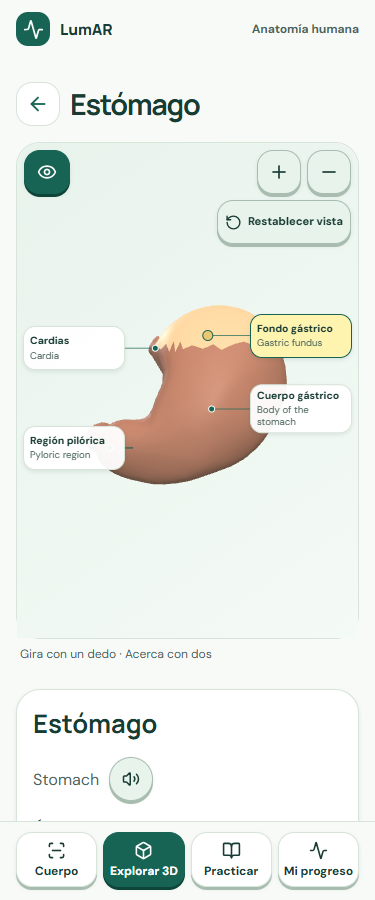 LumAR
Anatomía humana
Estómago
Restablecer vista
Fondo gástrico
Gastric fundus
Cardias
Cardia
Cuerpo gástrico
Body of the
stomach
Región pilórica
Pyloric region
Gira con un dedo · Acerca con dos
Estómago
Stomach
Cuerpo
Explorar 3D
Practicar
Mi progreso